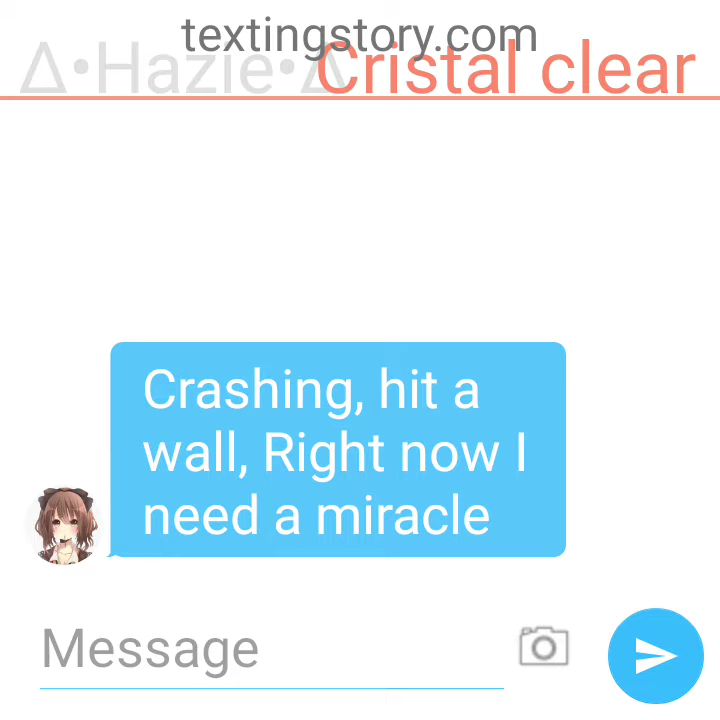 textingstory.com
Δ•Hazie•Δ Cristal clear
Crashing, hit a
wall, Right now I
need a miracle
Message